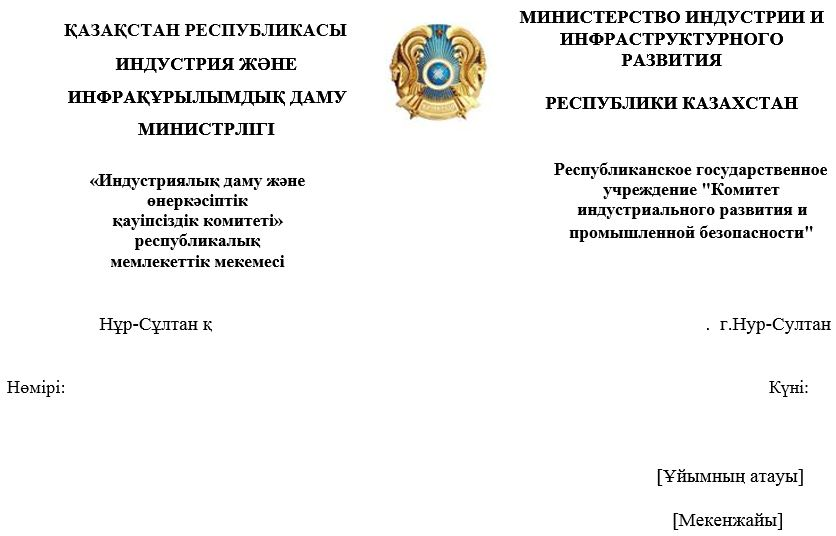 ҚАЗАҚСТАН РЕСПУБЛИКАСЫ
ИНДУСТРИЯ ЖӘНЕ
ИНФРАҚҰРЫЛЫМДЫҚ ДАМУ
МИНИСТРЛІГІ
МИНИСТЕРСТВО ИНДУСТРИИ И
ИНФРАСТРУКТУРНОГО
РАЗВИТИЯ
РЕСПУБЛИКИ КАЗАХСТАН
«Индустриялық даму және
өнеркәсіптік
қауіпсіздік комитеті»
республикалық
мемлекеттік мекемесі
Республиканское государственное
учреждение "Комитет
индустриального развития и
промышленной безопасности"
Нұр-Сұлтан қ
. г.Нур-Султан
Нөмірі:
Күні:
[Ұйымның атауы]
[Мекенжайы]